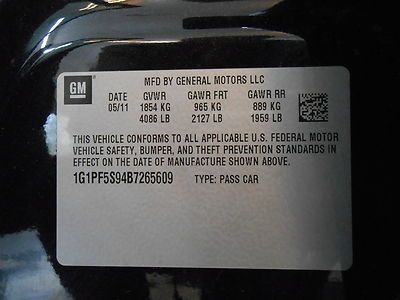 GM
MFD BY GENERAL MOTORS LLC
DATE GVWR GAWR FRT GAWR RR
05/11 1854 KG 965 KG 889 KG
4086 LB 2127 LB 1959 LB
THIS VEHICLE CONFORMS TO ALL APPLICABLE U.S. FEDERAL MOTOR
VEHICLE SAFETY, BUMPER, AND THEFT PREVENTION STANDARDS IN
EFFECT ON THE DATE OF MANUFACTURE SHOWN ABOVE.
1G1PF5S94B7265609 TYPE: PASS CAR